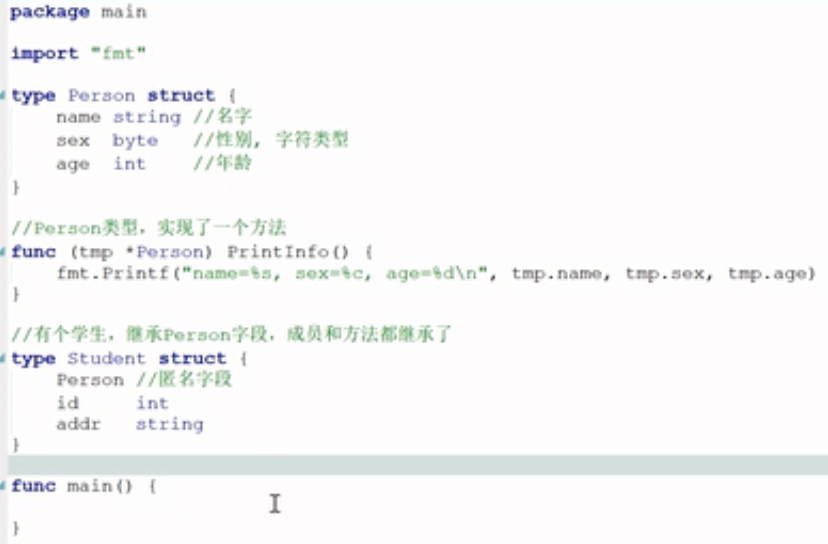 package main
import "fmt"
type Person struct {
    name string //名字
    sex  byte   //性别, 字符类型
    age  int    //年龄
}
//Person类型，实现了一个方法
func (tmp *Person) PrintInfo() {
    fmt.Printf("name=%s, sex=%c, age=%d\n", tmp.name, tmp.sex, tmp.age)
}
//有个学生，继承Person字段，成员和方法都继承了
type Student struct {
    Person //匿名字段
    id     int
    addr   string
}
func main() {
}